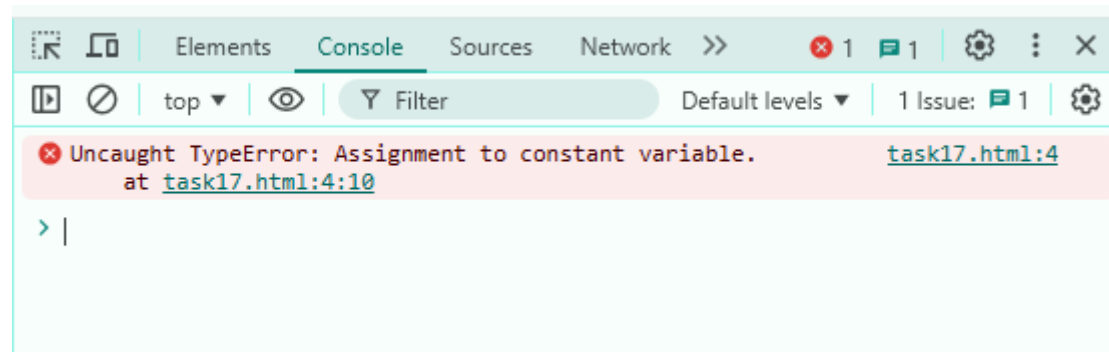 Elements Console Sources Network 1 1
top Filter Default levels 1 Issue: 1
Uncaught TypeError: Assignment to constant variable. task17.html:4
at task17.html:4:10